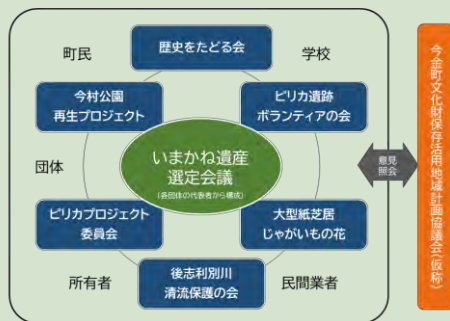 町民
歴史をたどる会
学校
今村公園
再生プロジェクト
ピリカ遺跡
ボランティアの会
団体
いまかね遺産
選定会議
(各団体の代表者から構成)
意見
照会
ピリカプロジェクト
委員会
大型紙芝居
じゃがいもの花
所有者
後志利別川
清流保護の会
民間業者
今金町文化財保存活用地域計画協議会(仮称)